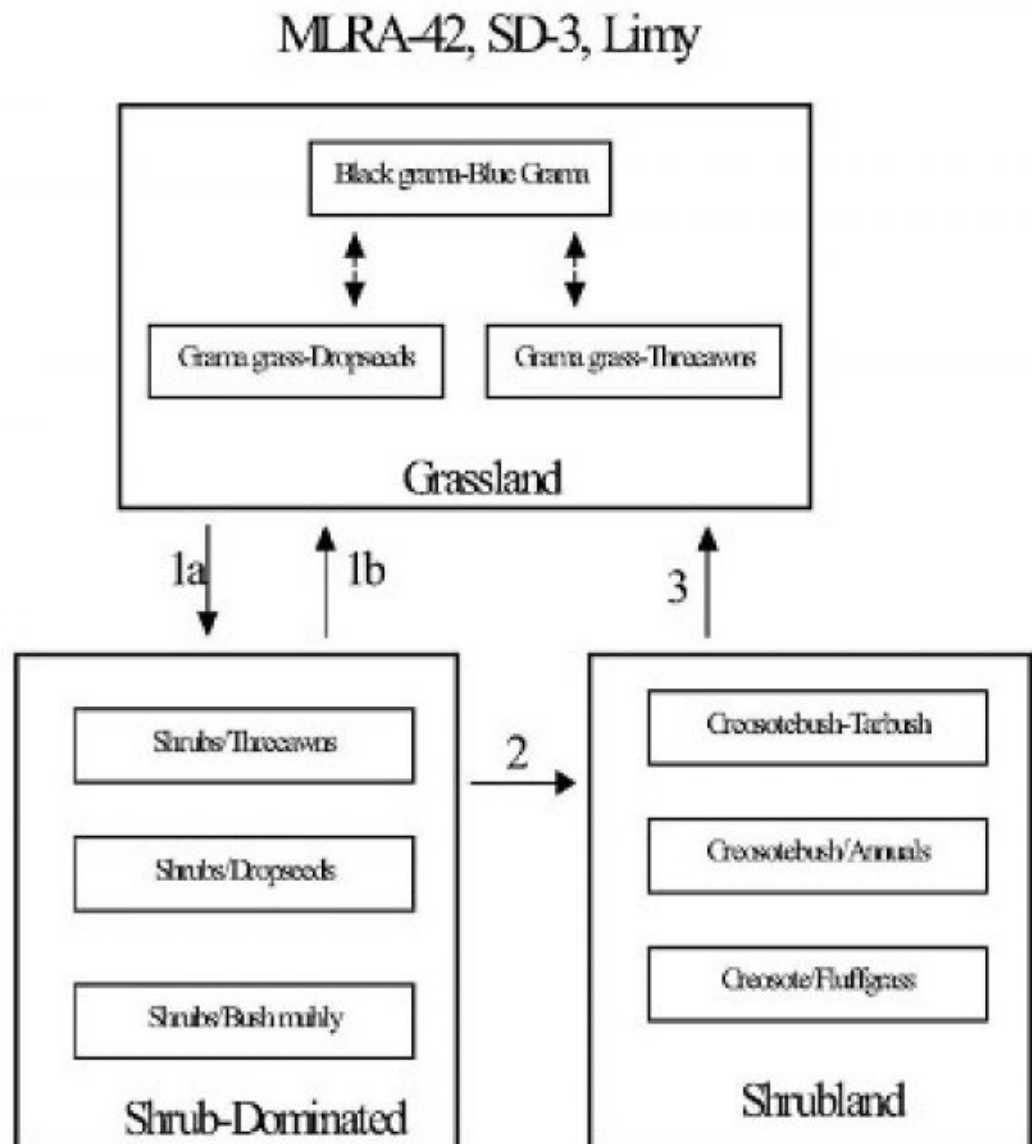 MLRA-42, SD-3, Limy
Black grama-Blue Grama
Grama grass-Dropseeds
Grama grass-Threeawns
Grassland
1a
1b
3
Shrubs/Threeawns
Shrubs/Dropseeds
Shrubs/Bush muhly
Shrub-Dominated
2
Creosotebush-Tarbush
Creosotebush/Annuals
Creosote/Fluffgrass
Shrubland